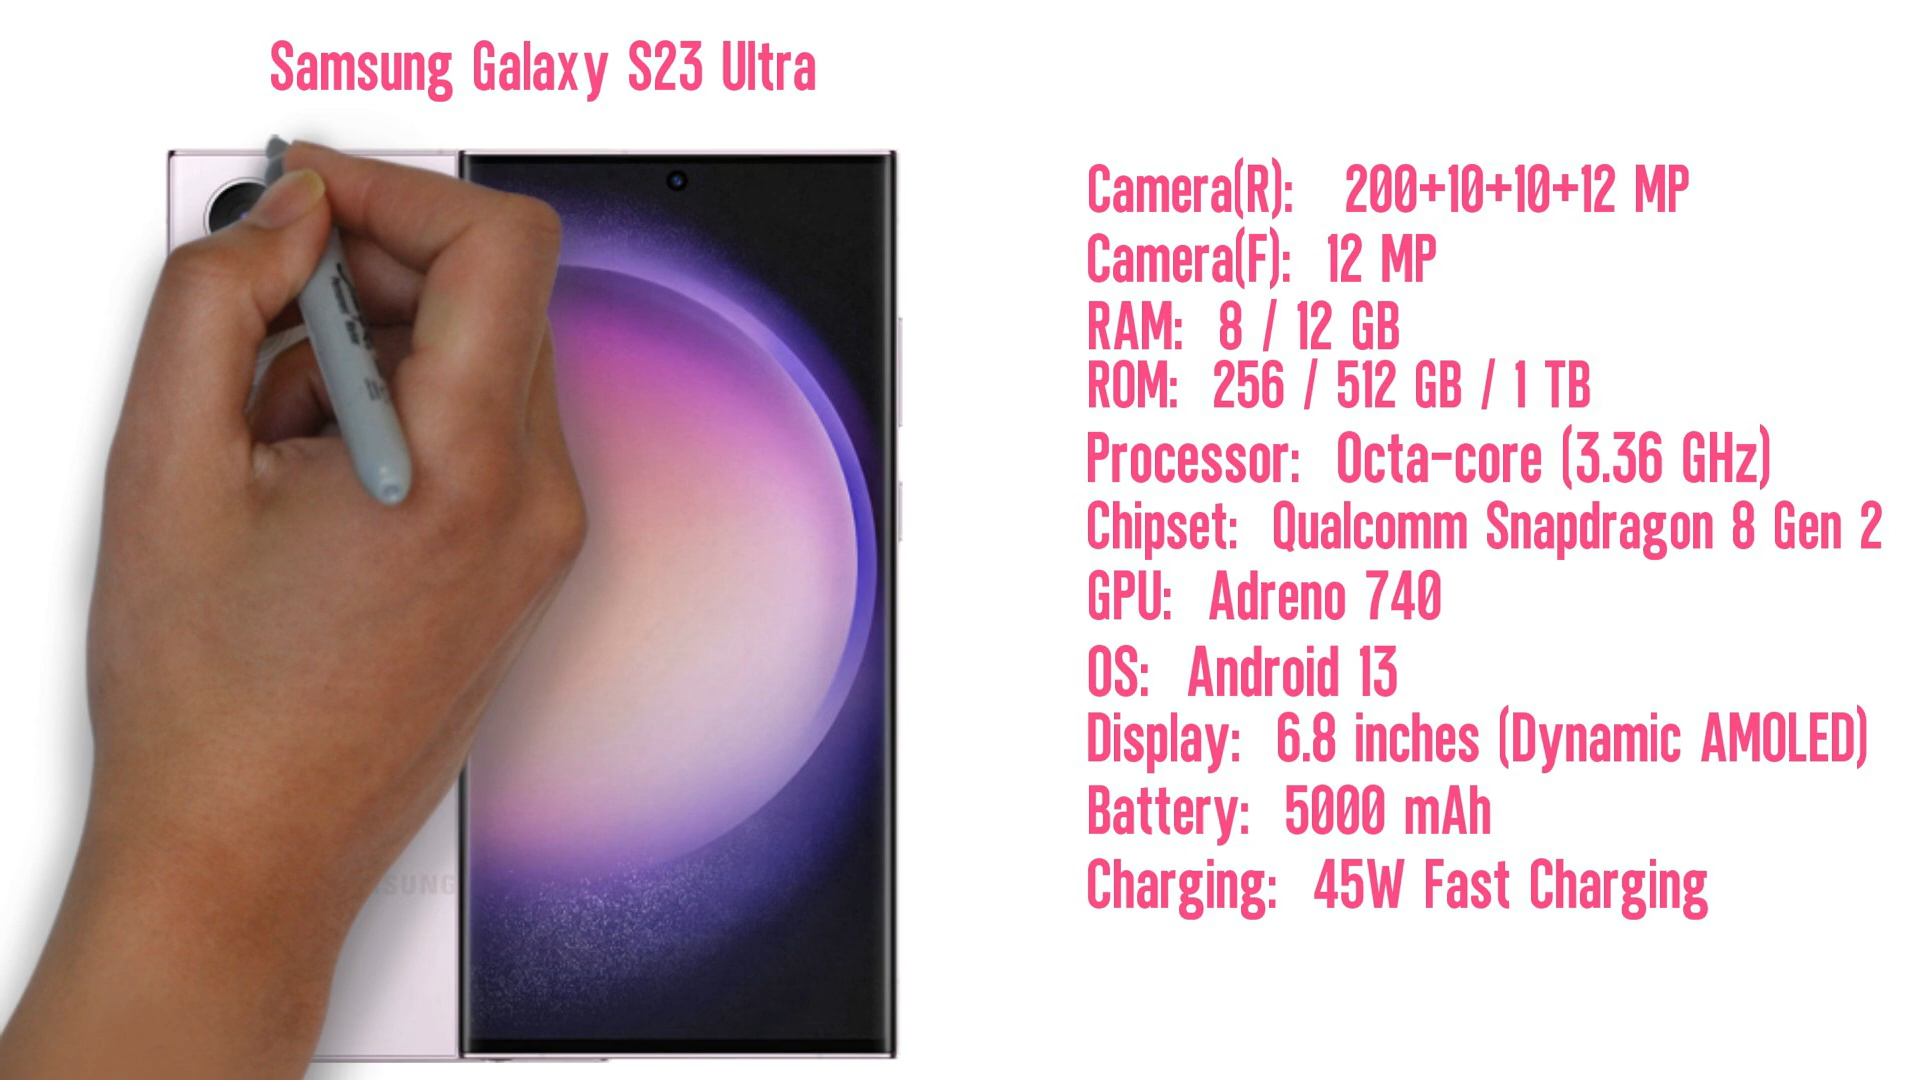 Samsung Galaxy S23 Ultra
Camera(R): 200+10+10+12 MP
Camera(F): 12 MP
RAM: 8 / 12 GB
ROM: 256 / 512 GB / 1 TB
Processor: Octa-core (3.36 GHz)
Chipset: Qualcomm Snapdragon 8 Gen 2
GPU: Adreno 740
OS: Android 13
Display: 6.8 inches (Dynamic AMOLED)
Battery: 5000 mAh
Charging: 45W Fast Charging